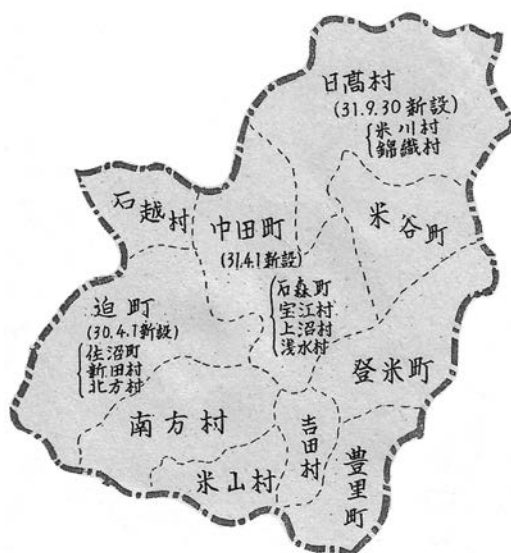 日高村
(31.9.30新設)
米川村
錦織村
石越村
中田町
(31.4.1新設)
米谷町
石森町
宝江村
上沼村
浅水村
迫町
(30.4.1新設)
佐沼町
新田村
北方村
登米町
南方村
吉田村
米山村
豊里町